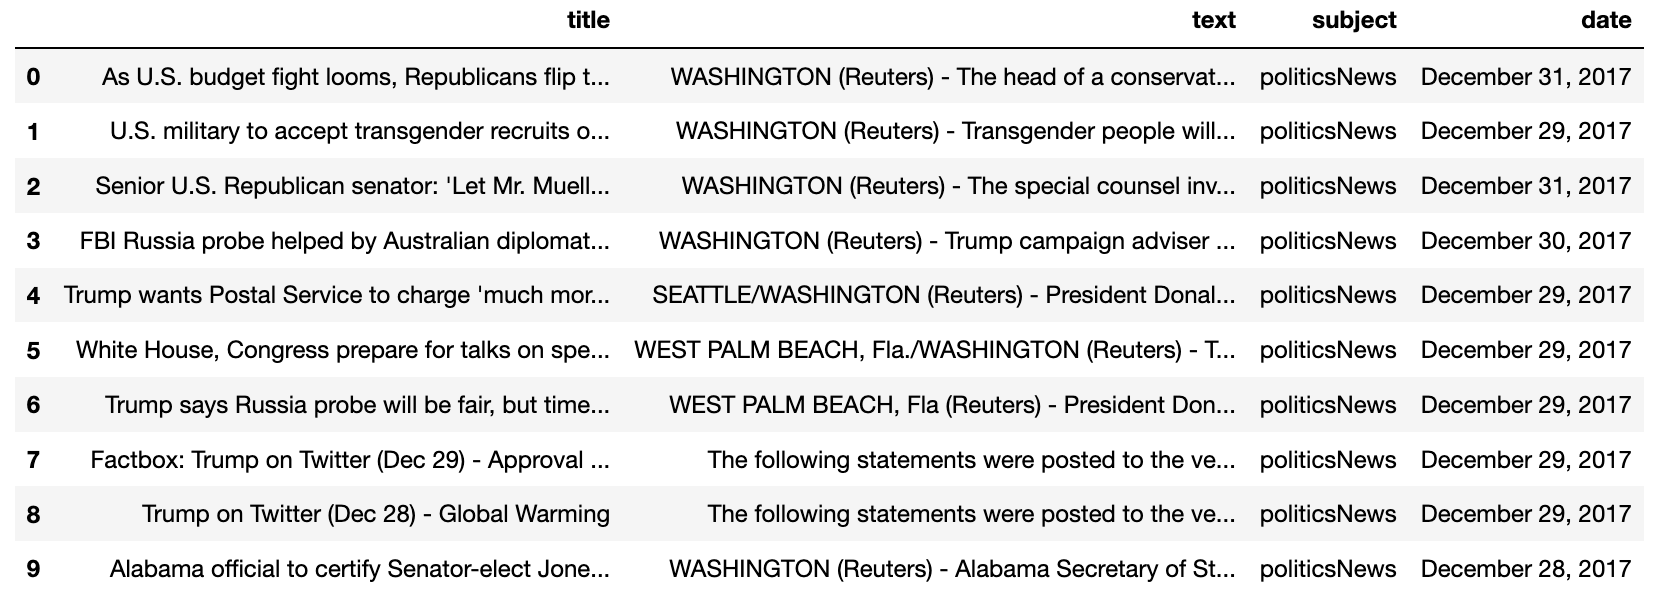 title text subject date
0 As U.S. budget fight looms, Republicans flip t... WASHINGTON (Reuters) - The head of a conservat... politicsNews December 31, 2017
1 U.S. military to accept transgender recruits o... WASHINGTON (Reuters) - Transgender people will... politicsNews December 29, 2017
2 Senior U.S. Republican senator: 'Let Mr. Muell... WASHINGTON (Reuters) - The special counsel inv... politicsNews December 31, 2017
3 FBI Russia probe helped by Australian diplomat... WASHINGTON (Reuters) - Trump campaign adviser ... politicsNews December 30, 2017
4 Trump wants Postal Service to charge 'much mor... SEATTLE/WASHINGTON (Reuters) - President Donal... politicsNews December 29, 2017
5 White House, Congress prepare for talks on spe... WEST PALM BEACH, Fla./WASHINGTON (Reuters) - T... politicsNews December 29, 2017
6 Trump says Russia probe will be fair, but time... WEST PALM BEACH, Fla (Reuters) - President Don... politicsNews December 29, 2017
7 Factbox: Trump on Twitter (Dec 29) - Approval ... The following statements were posted to the ve... politicsNews December 29, 2017
8 Trump on Twitter (Dec 28) - Global Warming The following statements were posted to the ve... politicsNews December 29, 2017
9 Alabama official to certify Senator-elect Jone... WASHINGTON (Reuters) - Alabama Secretary of St... politicsNews December 28, 2017